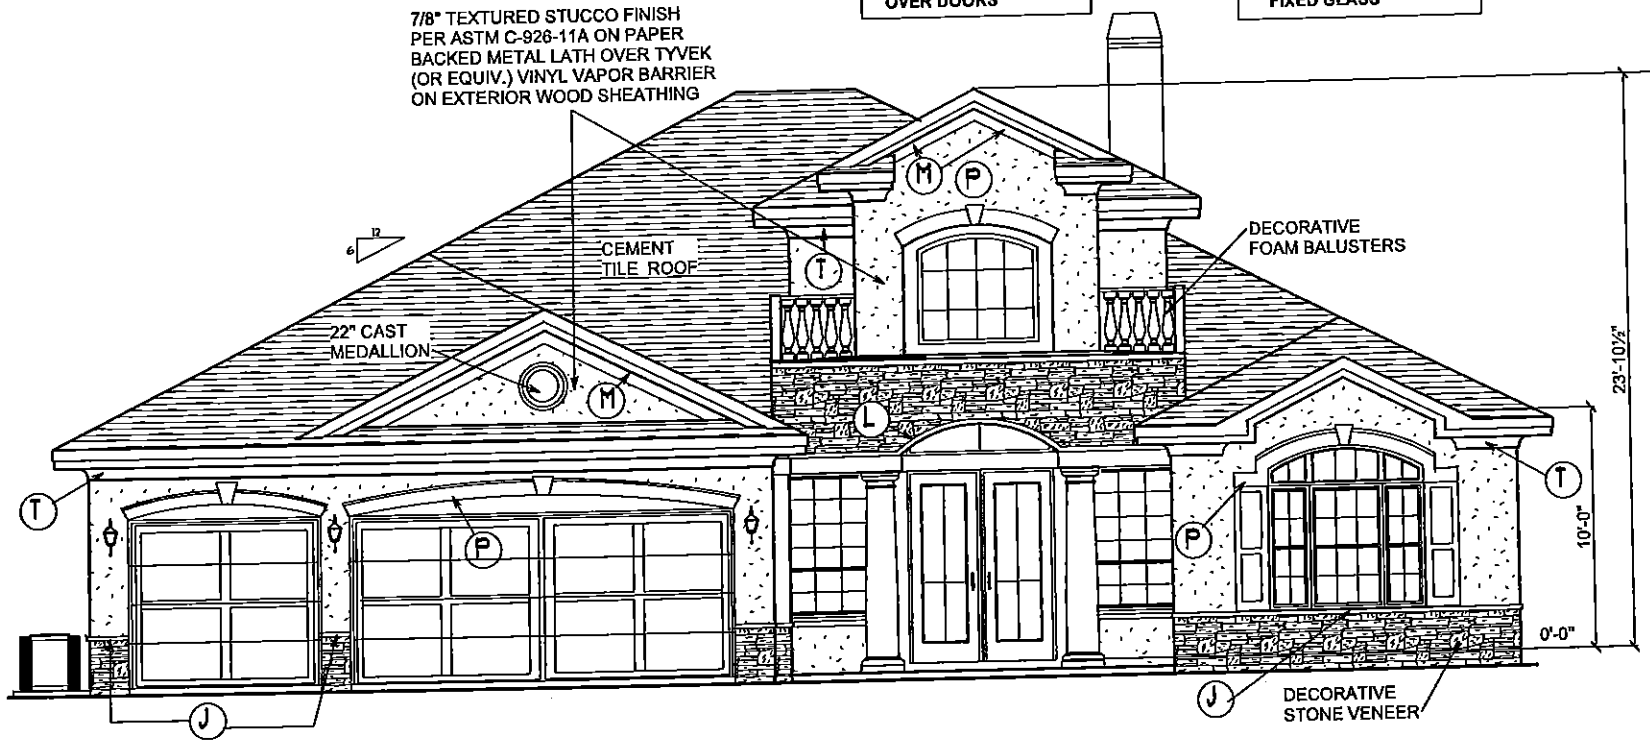 OVER DOORS
FIXED GLASS
7/8" TEXTURED STUCCO FINISH
PER ASTM C-926-11A ON PAPER
BACKED METAL LATH OVER TYVEK
(OR EQUIV.) VINYL VAPOR BARRIER
ON EXTERIOR WOOD SHEATHING
M
P
12
6
CEMENT
TILE ROOF
T
DECORATIVE
FOAM BALUSTERS
22" CAST
MEDALLION
M
L
23'-10½"
T
P
P
T
10'-0"
0'-0"
J
J
DECORATIVE
STONE VENEER